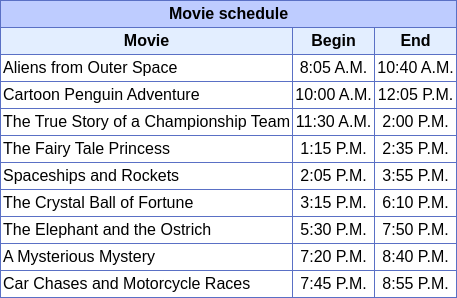 Movie schedule
Movie Begin End
Aliens from Outer Space 8:05 A.M. 10:40 A.M.
Cartoon Penguin Adventure 10:00 A.M. 12:05 P.M.
The True Story of a Championship Team 11:30 A.M. 2:00 P.M.
The Fairy Tale Princess 1:15 P.M. 2:35 P.M.
Spaceships and Rockets 2:05 P.M. 3:55 P.M.
The Crystal Ball of Fortune 3:15 P.M. 6:10 P.M.
The Elephant and the Ostrich 5:30 P.M. 7:50 P.M.
A Mysterious Mystery 7:20 P.M. 8:40 P.M.
Car Chases and Motorcycle Races 7:45 P.M. 8:55 P.M.